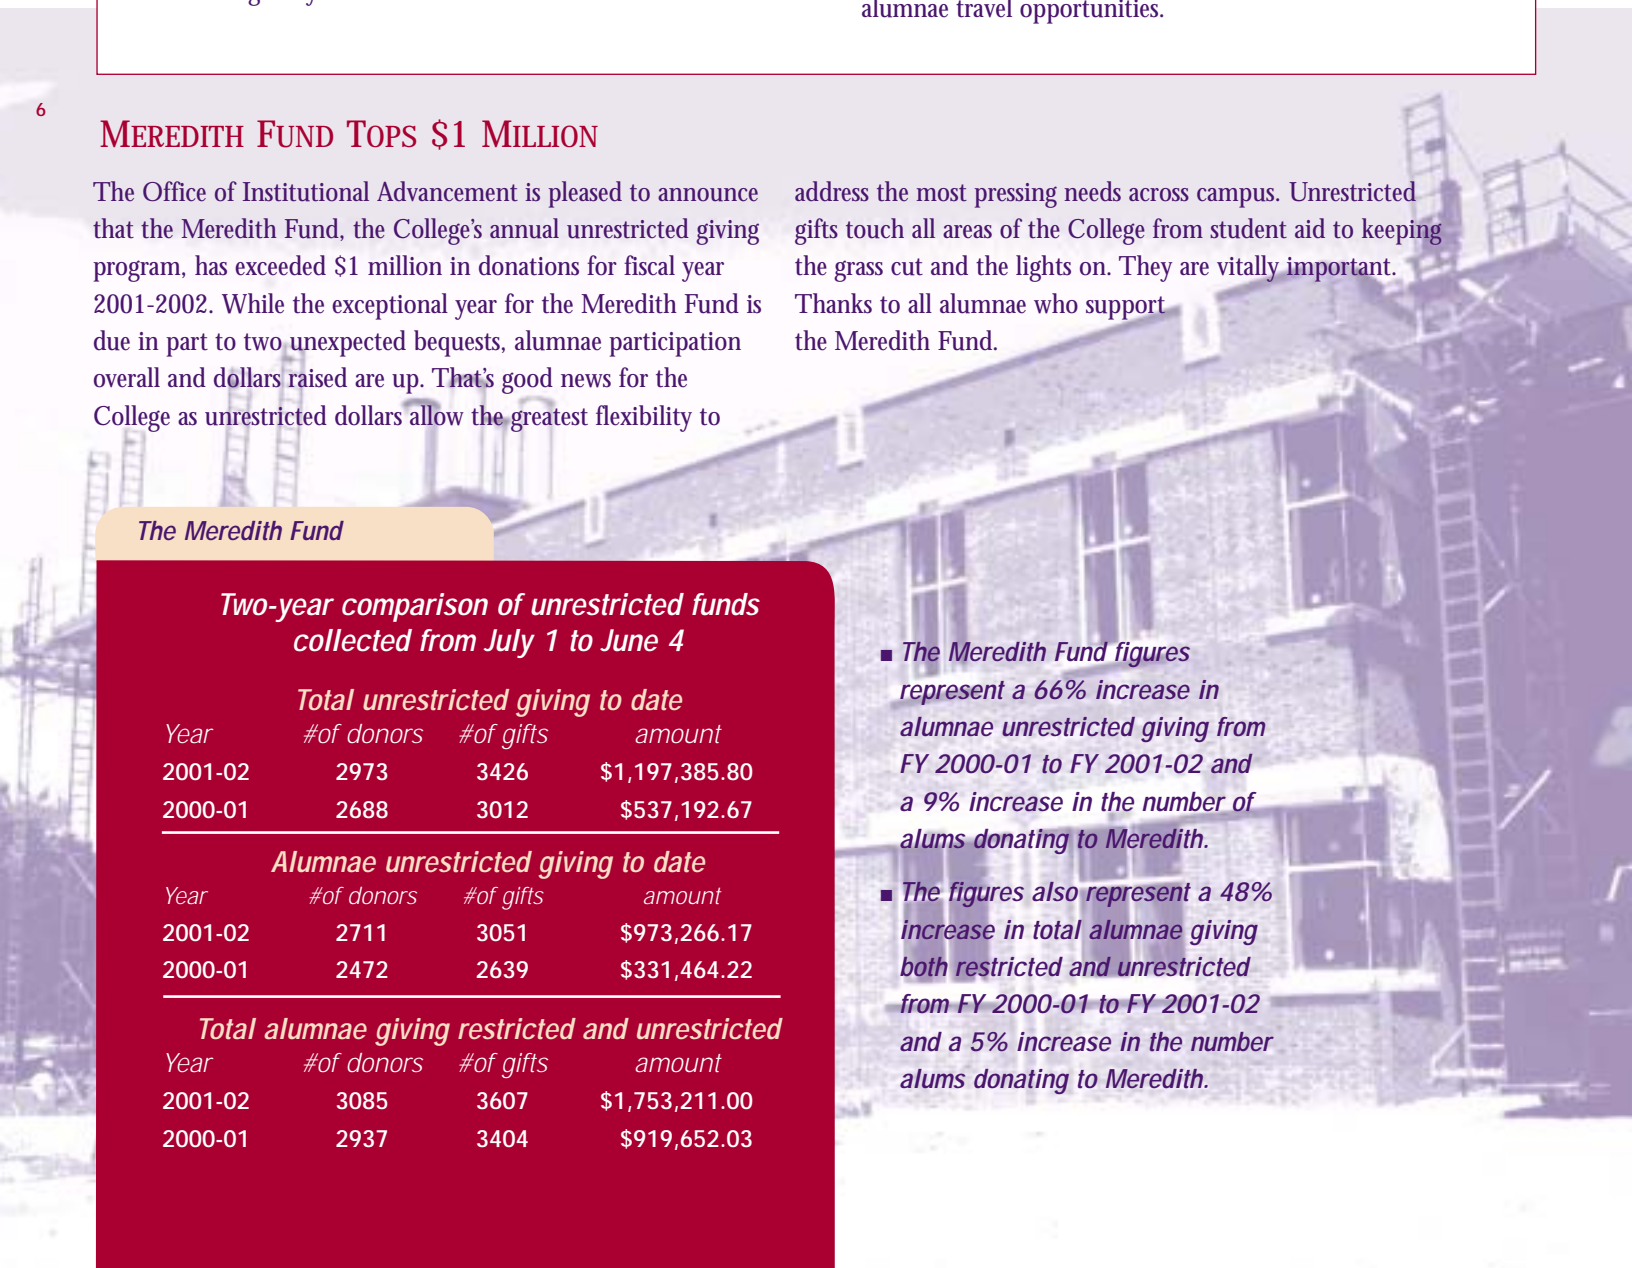 alumnae travel opportunities.
6
MEREDITH FUND TOPS $1 MILLION
The Office of Institutional Advancement is pleased to announce
that the Meredith Fund, the College's annual unrestricted giving
program, has exceeded $1 million in donations for fiscal year
2001-2002. While the exceptional year for the Meredith Fund is
due in part to two unexpected bequests, alumnae participation
overall and dollars raised are up. That's good news for the
College as unrestricted dollars allow the greatest flexibility to
address the most pressing needs across campus. Unrestricted
gifts touch all areas of the College from student aid to keeping
the grass cut and the lights on. They are vitally important.
Thanks to all alumnae who support
the Meredith Fund.
The Meredith Fund
Two-year comparison of unrestricted funds
collected from July 1 to June 4
Total unrestricted giving to date
Year #of donors #of gifts amount
2001-02 2973 3426 $1,197,385.80
2000-01 2688 3012 $537,192.67
Alumnae unrestricted giving to date
Year #of donors #of gifts amount
2001-02 2711 3051 $973,266.17
2000-01 2472 2639 $331,464.22
Total alumnae giving restricted and unrestricted
Year #of donors #of gifts amount
2001-02 3085 3607 $1,753,211.00
2000-01 2937 3404 $919,652.03
■ The Meredith Fund figures
represent a 66% increase in
alumnae unrestricted giving from
FY 2000-01 to FY 2001-02 and
a 9% increase in the number of
alums donating to Meredith.
■ The figures also represent a 48%
increase in total alumnae giving
both restricted and unrestricted
from FY 2000-01 to FY 2001-02
and a 5% increase in the number
alums donating to Meredith.